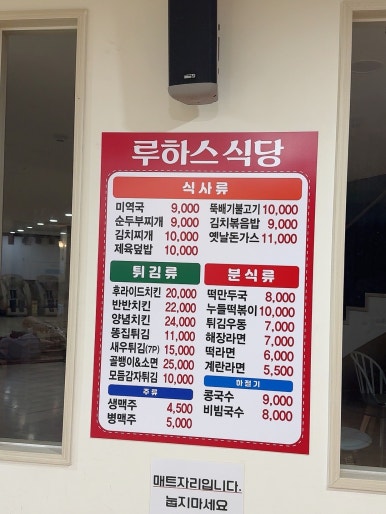 루하스식당
식사류
미역국 9,000
순두부찌개 9,000
김치찌개 10,000
제육덮밥 10,000
뚝배기불고기 10,000
김치볶음밥 9,000
옛날돈가스 11,000
튀김류
후라이드치킨 20,000
반반치킨 22,000
양념치킨 24,000
똥집튀김 11,000
새우튀김(7P) 15,000
골뱅이&소면 25,000
모듬감자튀김 10,000
주류
생맥주 4,500
병맥주 5,000
분식류
떡만두국 8,000
누들떡볶이 10,000
튀김우동 7,000
해장라면 7,000
떡라면 6,000
계란라면 5,500
하절기
콩국수 9,000
비빔국수 8,000
매트자리입니다.
눕지마세요